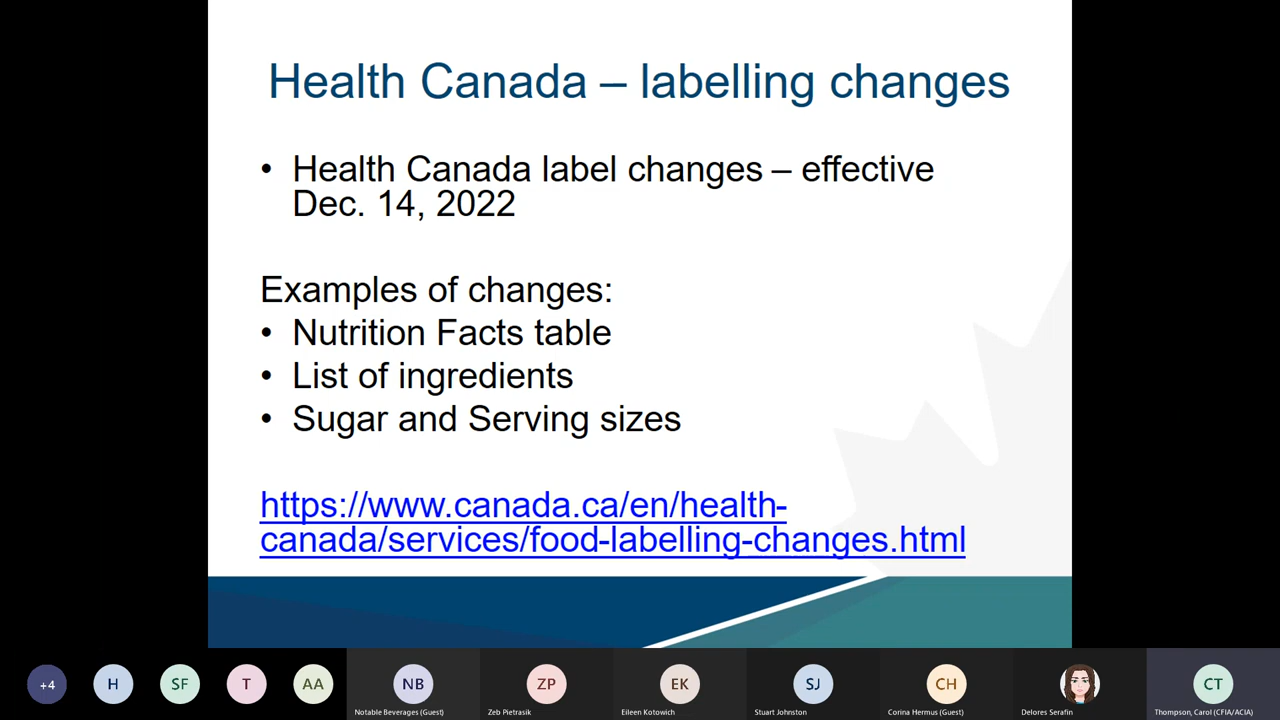 Health Canada – labelling changes
• Health Canada label changes – effective
Dec. 14, 2022
Examples of changes:
• Nutrition Facts table
• List of ingredients
• Sugar and Serving sizes
https://www.canada.ca/en/health-
canada/services/food-labelling-changes.html
+4 H SF T AA NB ZP EK SJ CH CT
Notable Beverages (Guest) Zeb Pietrasik Eileen Kotowich Stuart Johnston Corina Hermus (Guest) Delores Serafin Thompson, Carol (CFIA/ACIA)